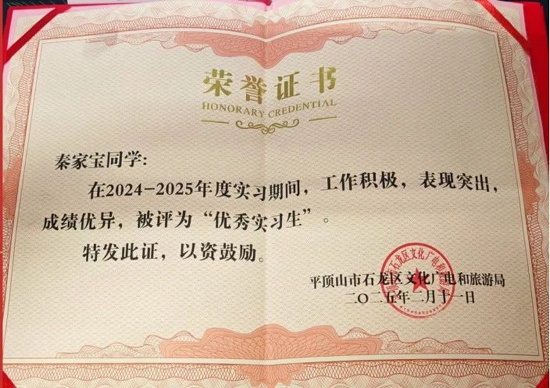 荣誉证书
HONORARY CREDENTIAL
秦家宝同学:
在2024-2025年度实习期间,工作积极,表现突出,
成绩优异,被评为“优秀实习生”。
特发此证,以资鼓励。
平顶山市石龙区文化广电和旅游局
二〇二五年二月十一日